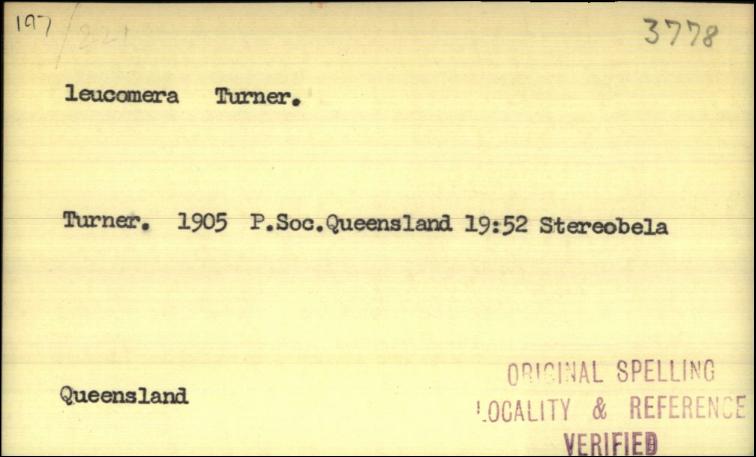 197 3778
leucomera Turner.
Turner. 1905 P.Soc.Queensland 19:52 Stereobela
Queensland
ORIGINAL SPELLING
LOCALITY & REFERENCE
VERIFIED